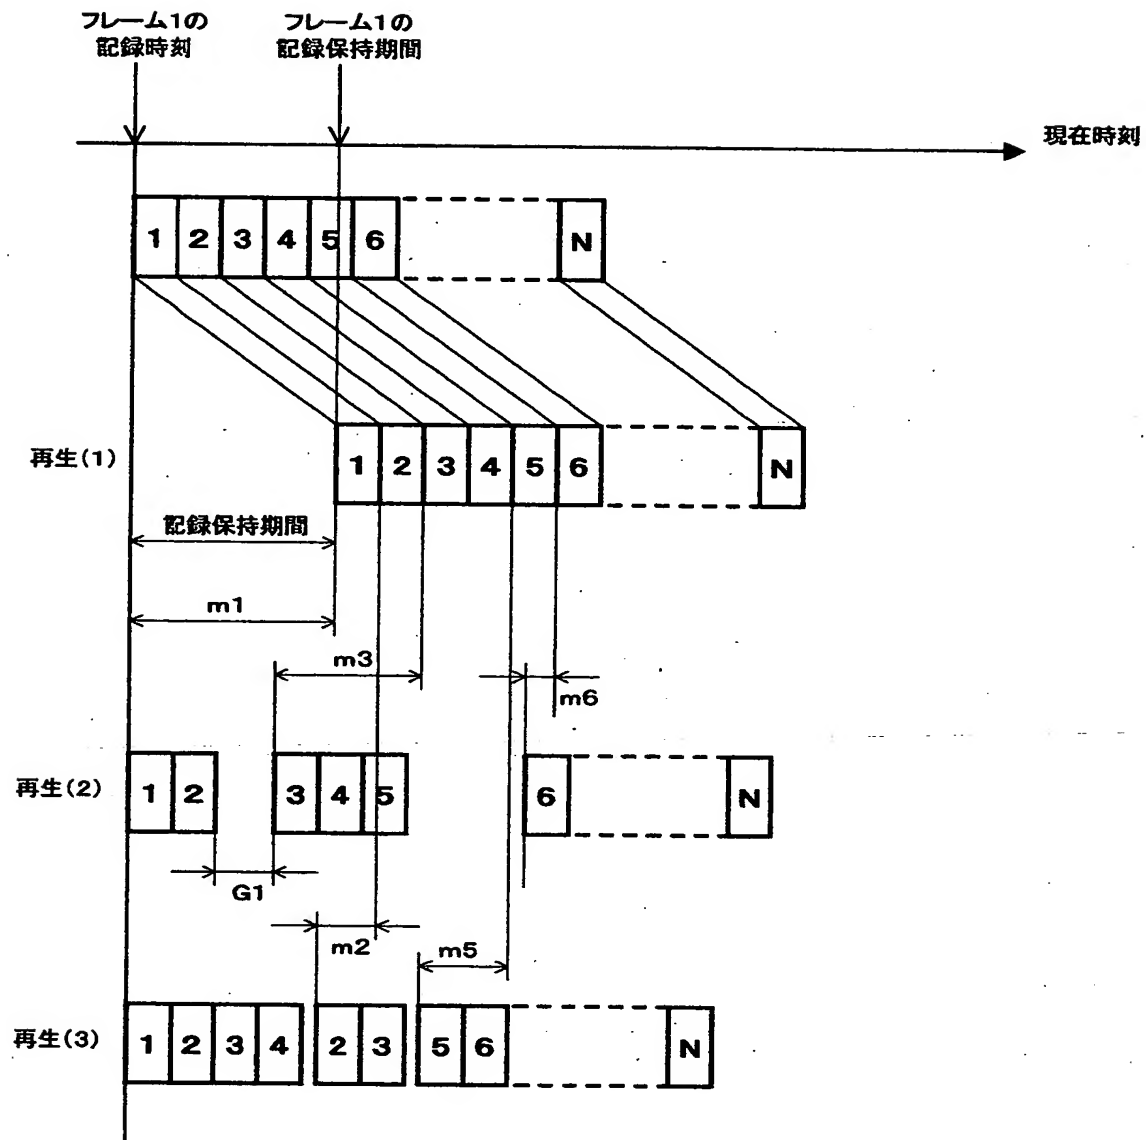 フレーム1の
記録時刻
フレーム1の
記録保持期間
現在時刻
1 2 3 4 5 6 N
再生(1)
1 2 3 4 5 6 N
記録保持期間
m1
m3
m6
再生(2)
1 2 3 4 5 6 N
G1
m2
m5
再生(3)
1 2 3 4 2 3 5 6 N